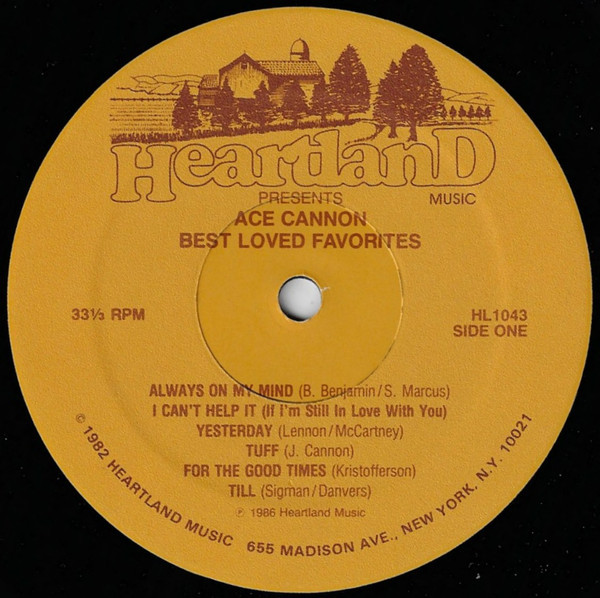 HeartlanD
PRESENTS MUSIC
ACE CANNON
BEST LOVED FAVORITES
33⅓ RPM
HL1043
SIDE ONE
ALWAYS ON MY MIND (B. Benjamin/S. Marcus)
I CAN'T HELP IT (If i'm Still In Love With You)
YESTERDAY (Lennon/McCartney)
TUFF (J. Cannon)
FOR THE GOOD TIMES (Kristofferson)
TILL (Sigman/Danvers)
℗ 1986 Heartland Music
© 1982 HEARTLAND MUSIC 655 MADISON AVE., NEW YORK, N.Y. 10021